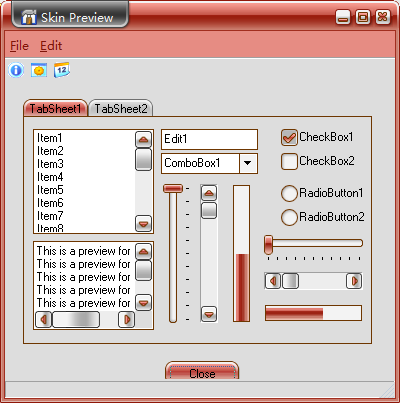 Skin Preview
File Edit
12
TabSheet1 TabSheet2
Item1
Item2
Item3
Item4
Item5
Item6
Item7
Item8
Edit1
ComboBox1
CheckBox1
CheckBox2
RadioButton1
RadioButton2
This is a preview for
This is a preview for
This is a preview for
This is a preview for
This is a preview for
Close